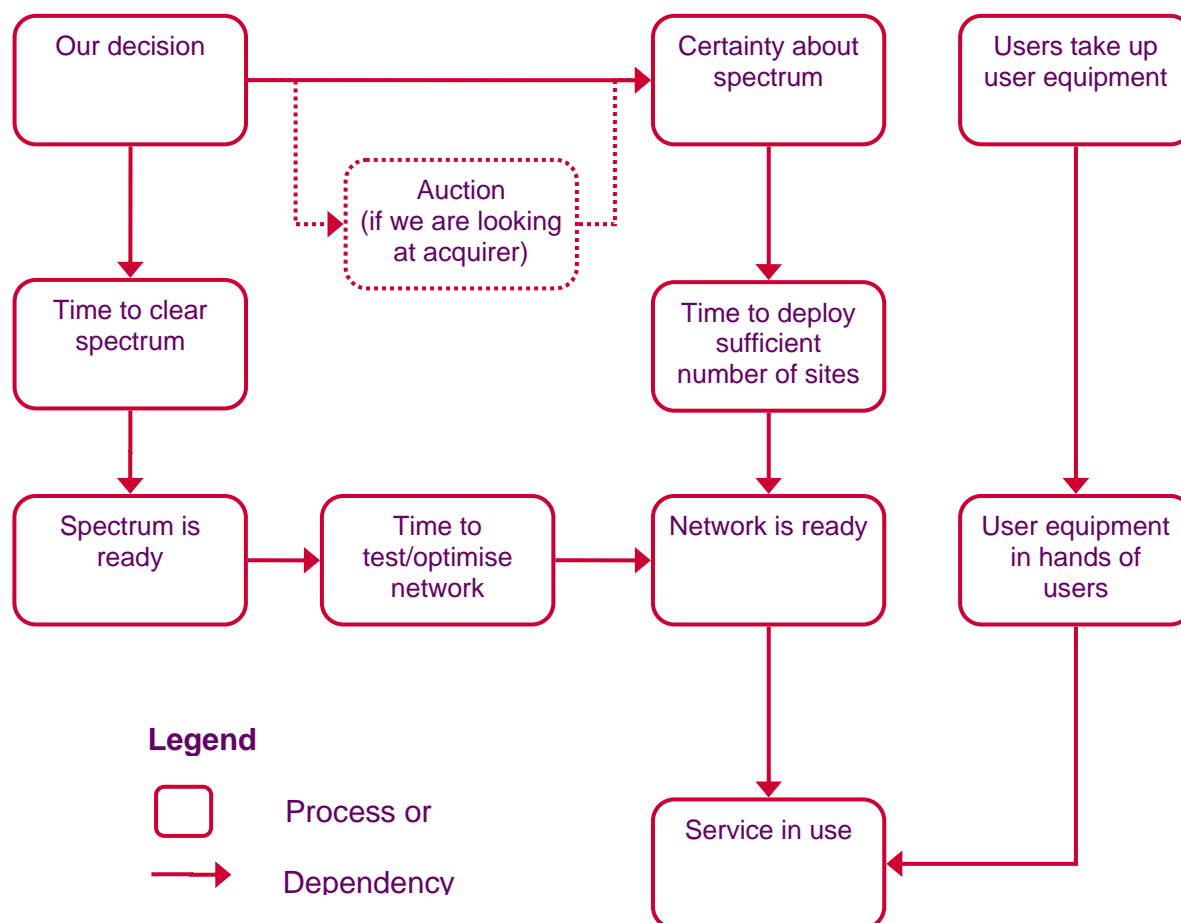 Our decision
Certainty about
spectrum
Users take up
user equipment
Auction
(if we are looking
at acquirer)
Time to clear
spectrum
Time to deploy
sufficient
number of sites
Spectrum is
ready
Time to
test/optimise
network
Network is ready
User equipment
in hands of
users
Legend
Process or
Dependency
Service in use